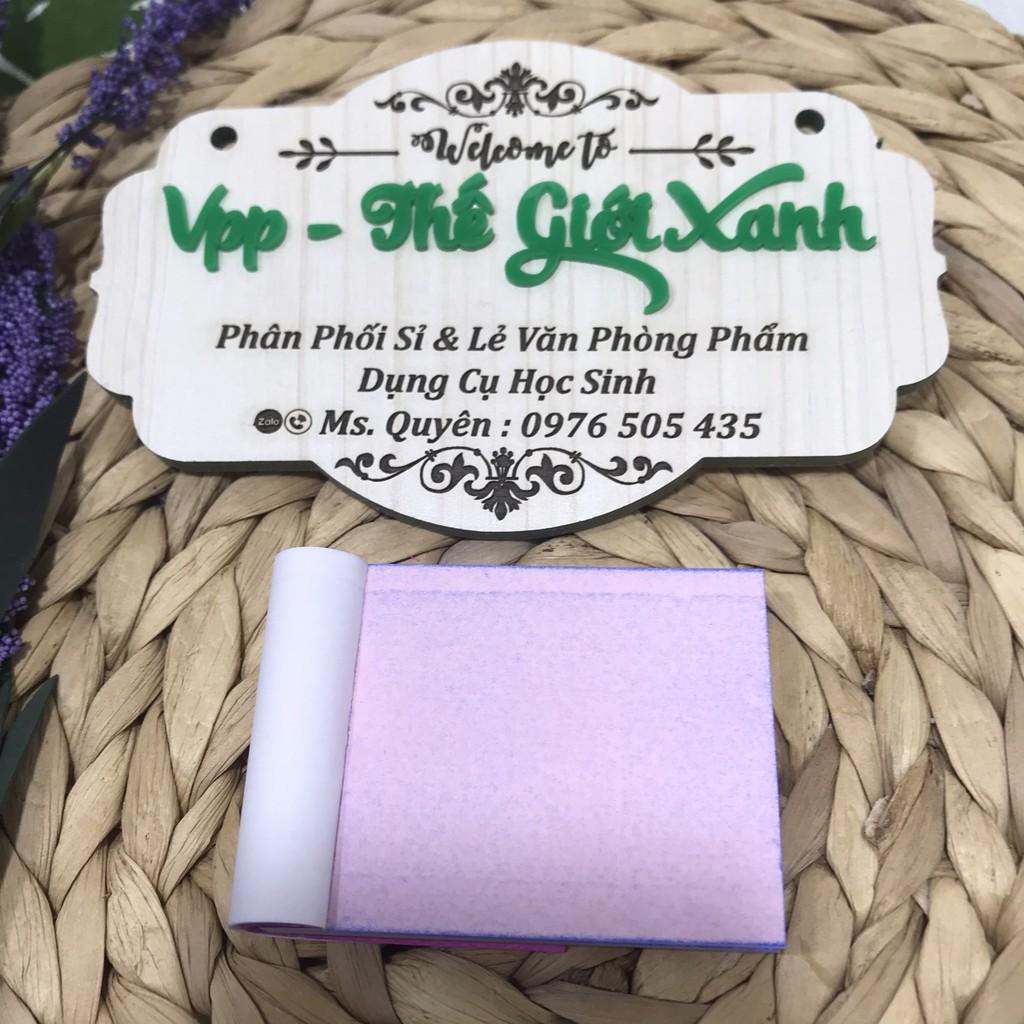 Welcome to
Vpp - Thế Giới Xanh
Phân Phối Sỉ & Lẻ Văn Phòng Phẩm
Dụng Cụ Học Sinh
Zalo Ms. Quyên : 0976 505 435